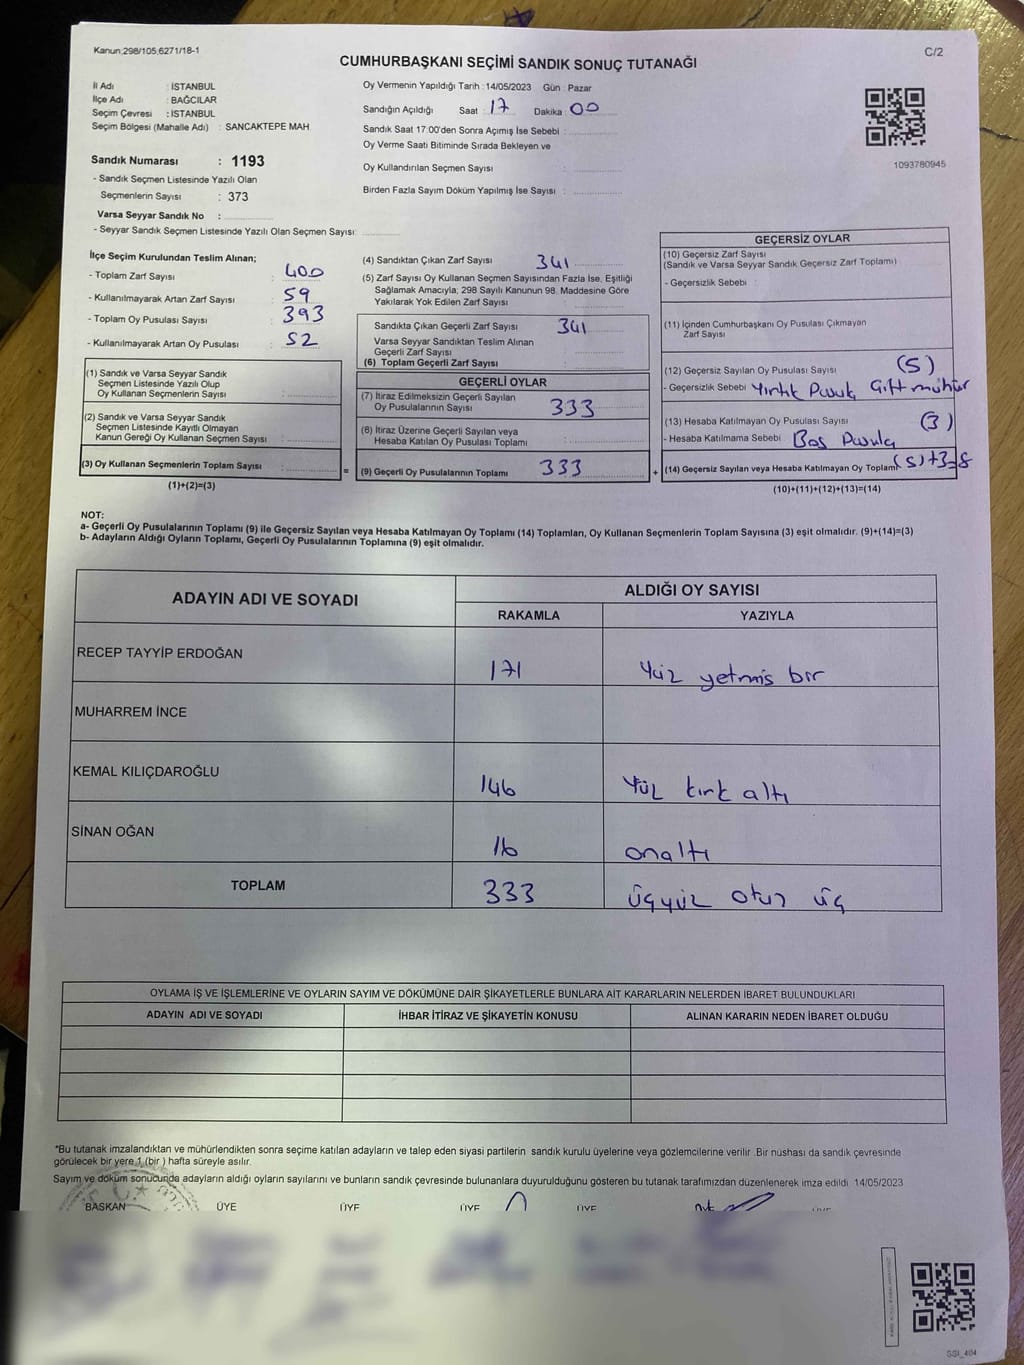 Kanun:298/105;6271/18-1
C/2
CUMHURBAŞKANI SEÇİMİ SANDIK SONUÇ TUTANAĞI
İl Adı : İSTANBUL
İlçe Adı : BAĞCILAR
Seçim Çevresi : İSTANBUL
Seçim Bölgesi (Mahalle Adı) : SANCAKTEPE MAH.
Oy Vermenin Yapıldığı Tarih : 14/05/2023 Gün : Pazar
Sandığın Açıldığı Saat : 17 Dakika : 00
Sandık Saat 17:00'den Sonra Açımış İse Sebebi :
Oy Verme Saati Bitiminde Sırada Bekleyen ve
Oy Kullandırılan Seçmen Sayısı :
Birden Fazla Sayım Döküm Yapılmış İse Sayısı :
1093780945
Sandık Numarası : 1193
- Sandık Seçmen Listesinde Yazılı Olan
Seçmenlerin Sayısı : 373
Varsa Seyyar Sandık No :
- Seyyar Sandık Seçmen Listesinde Yazılı Olan Seçmen Sayısı:
İlçe Seçim Kurulundan Teslim Alınan;
- Toplam Zarf Sayısı : 400
- Kullanılmayarak Artan Zarf Sayısı : 59
- Toplam Oy Pusulası Sayısı : 393
- Kullanılmayarak Artan Oy Pusulası : 52
(1) Sandık ve Varsa Seyyar Sandık
Seçmen Listesinde Yazılı Olup
Oy Kullanan Seçmenlerin Sayısı :
(2) Sandık ve Varsa Seyyar Sandık
Seçmen Listesinde Kayıtlı Olmayan
Kanun Gereği Oy Kullanan Seçmen Sayısı :
(3) Oy Kullanan Seçmenlerin Toplam Sayısı :
(1)+(2)=(3)
=
(4) Sandıktan Çıkan Zarf Sayısı : 341
(5) Zarf Sayısı Oy Kullanan Seçmen Sayısından Fazla İse, Eşitliği
Sağlamak Amacıyla; 298 Sayılı Kanunun 98. Maddesine Göre
Yakılarak Yok Edilen Zarf Sayısı :
Sandıkta Çıkan Geçerli Zarf Sayısı : 341
Varsa Seyyar Sandıktan Teslim Alınan
Geçerli Zarf Sayısı :
(6) Toplam Geçerli Zarf Sayısı :
GEÇERLİ OYLAR
(7) İtiraz Edilmeksizin Geçerli Sayılan
Oy Pusulalarının Sayısı : 333
(8) İtiraz Üzerine Geçerli Sayılan veya
Hesaba Katılan Oy Pusulası Toplamı :
(9) Geçerli Oy Pusulalarının Toplamı : 333
+
GEÇERSİZ OYLAR
(10) Geçersiz Zarf Sayısı
(Sandık ve Varsa Seyyar Sandık Geçersiz Zarf Toplamı)
- Geçersizlik Sebebi :
(11) İçinden Cumhurbaşkanı Oy Pusulası Çıkmayan
Zarf Sayısı
(12) Geçersiz Sayılan Oy Pusulası Sayısı (5)
- Geçersizlik Sebebi Yırtık Pusula Çift mühür
(13) Hesaba Katılmayan Oy Pusulası Sayısı (3)
- Hesaba Katılmama Sebebi Boş Pusula
(14) Geçersiz Sayılan veya Hesaba Katılmayan Oy Toplamı (5)+3=8
(10)+(11)+(12)+(13)=(14)
NOT:
a- Geçerli Oy Pusulalarının Toplamı (9) ile Geçersiz Sayılan veya Hesaba Katılmayan Oy Toplamı (14) Toplamları, Oy Kullanan Seçmenlerin Toplam Sayısına (3) eşit olmalıdır. (9)+(14)=(3)
b- Adayların Aldığı Oyların Toplamı, Geçerli Oy Pusulalarının Toplamına (9) eşit olmalıdır.
ADAYIN ADI VE SOYADI
ALDIĞI OY SAYISI
RAKAMLA YAZIYLA
RECEP TAYYİP ERDOĞAN 171 Yüz yetmis bir
MUHARREM İNCE
KEMAL KILIÇDAROĞLU 146 Yüz kırk altı
SİNAN OĞAN 16 onaltı
TOPLAM 333 üçyüz otuz üç
OYLAMA İŞ VE İŞLEMLERİNE VE OYLARIN SAYIM VE DÖKÜMÜNE DAİR ŞİKAYETLERLE BUNLARA AİT KARARLARIN NELERDEN İBARET BULUNDUKLARI
ADAYIN ADI VE SOYADI İHBAR İTİRAZ VE ŞİKAYETİN KONUSU ALINAN KARARIN NEDEN İBARET OLDUĞU
*Bu tutanak imzalandıktan ve mühürlendikten sonra seçime katılan adayların ve talep eden siyasi partilerin sandık kurulu üyelerine veya gözlemcilerine verilir. Bir nüshası da sandık çevresinde
görülecek bir yere 1 (bir) hafta süreyle asılır.
Sayım ve döküm sonucunda adayların aldığı oyların sayılarını ve bunların sandık çevresinde bulunanlara duyurulduğunu gösteren bu tutanak tarafımızdan düzenlenerek imza edildi. 14/05/2023
BAŞKAN ÜYE ÜYE ÜYE ÜYE